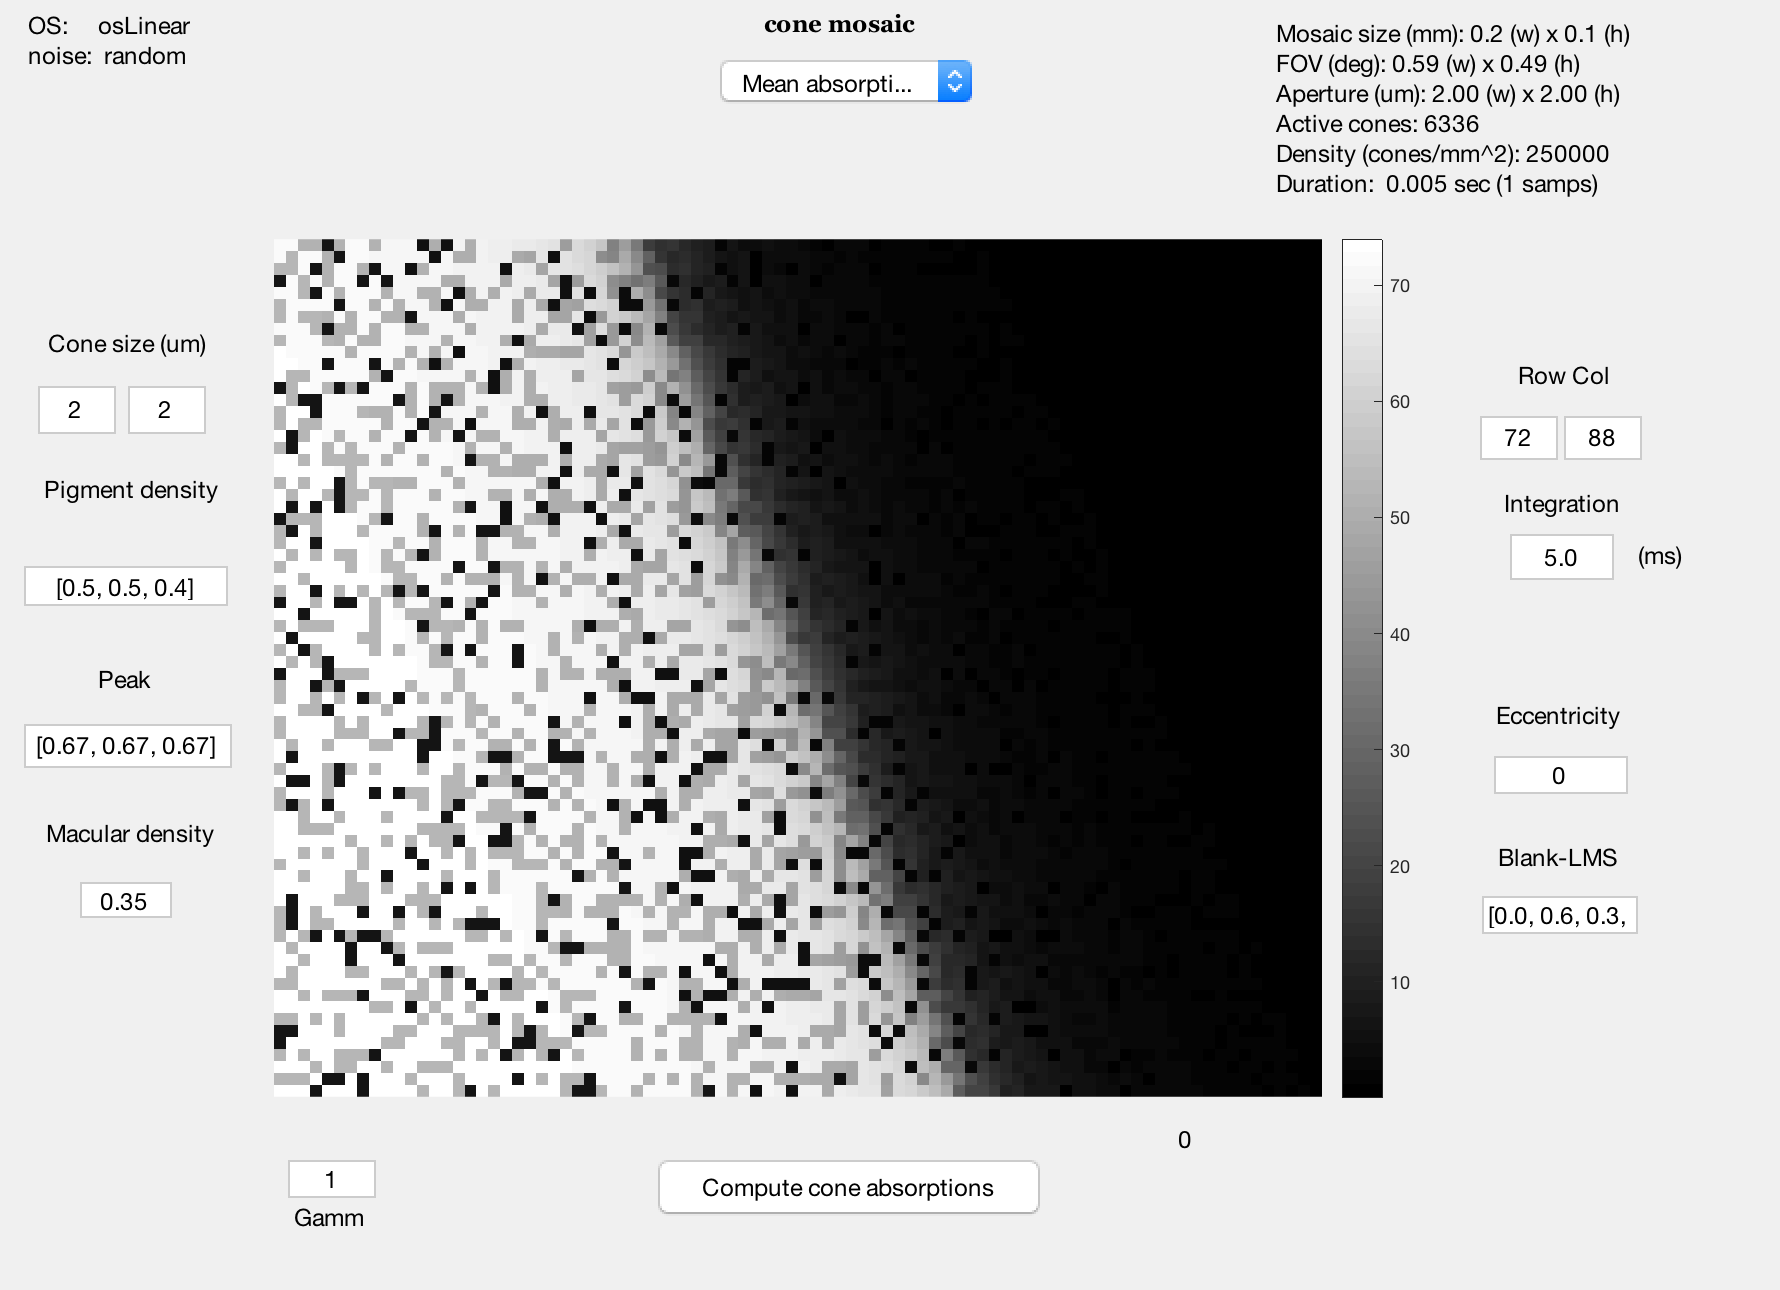 OS: osLinear
noise: random
cone mosaic
Mean absorpti...
Mosaic size (mm): 0.2 (w) x 0.1 (h)
FOV (deg): 0.59 (w) x 0.49 (h)
Aperture (um): 2.00 (w) x 2.00 (h)
Active cones: 6336
Density (cones/mm^2): 250000
Duration: 0.005 sec (1 samps)
Cone size (um)
2 2
Pigment density
[0.5, 0.5, 0.4]
Peak
[0.67, 0.67, 0.67]
Macular density
0.35
70
60
50
40
30
20
10
Row Col
72 88
Integration
5.0 (ms)
Eccentricity
0
Blank-LMS
[0.0, 0.6, 0.3,
0
1
Gamm
Compute cone absorptions